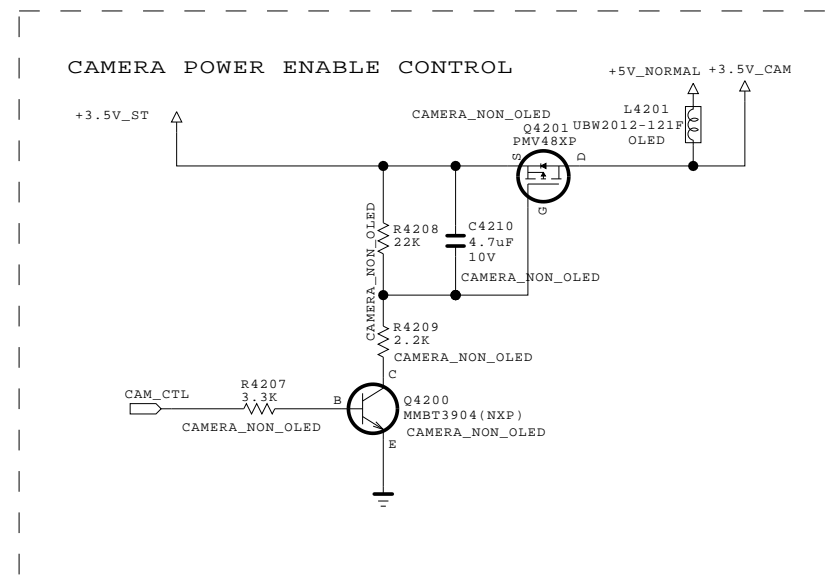 CAMERA POWER ENABLE CONTROL
+5V_NORMAL
+3.5V_CAM
+3.5V_ST
CAMERA_NON_OLED
Q4201
PMV48XP
L4201
UBW2012-121F
OLED
S
D
G
R4208
22K
CAMERA_NON_OLED
C4210
4.7uF
10V
CAMERA_NON_OLED
R4209
2.2K
CAMERA_NON_OLED
CAM_CTL
R4207
3.3K
CAMERA_NON_OLED
B
C
E
Q4200
MMBT3904(NXP)
CAMERA_NON_OLED